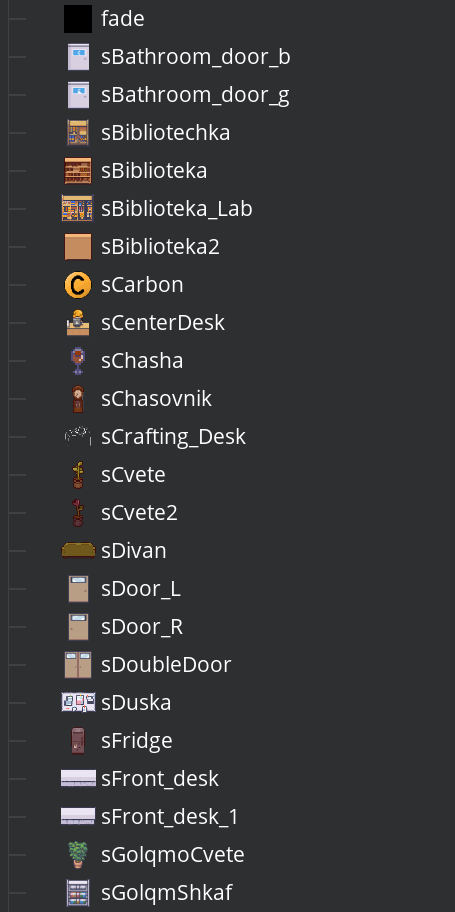 fade
sBathroom_door_b
sBathroom_door_g
sBibliotechka
sBiblioteka
sBiblioteka_Lab
sBiblioteka2
C sCarbon
sCenterDesk
sChasha
sChasovnik
sCrafting_Desk
sCvete
sCvete2
sDivan
sDoor_L
sDoor_R
sDoubleDoor
sDuska
sFridge
sFront_desk
sFront_desk_1
sGolqmoCvete
sGolqmShkaf